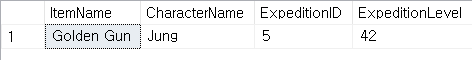 ItemName CharacterName ExpeditionID ExpeditionLevel
1 Golden Gun Jung 5 42